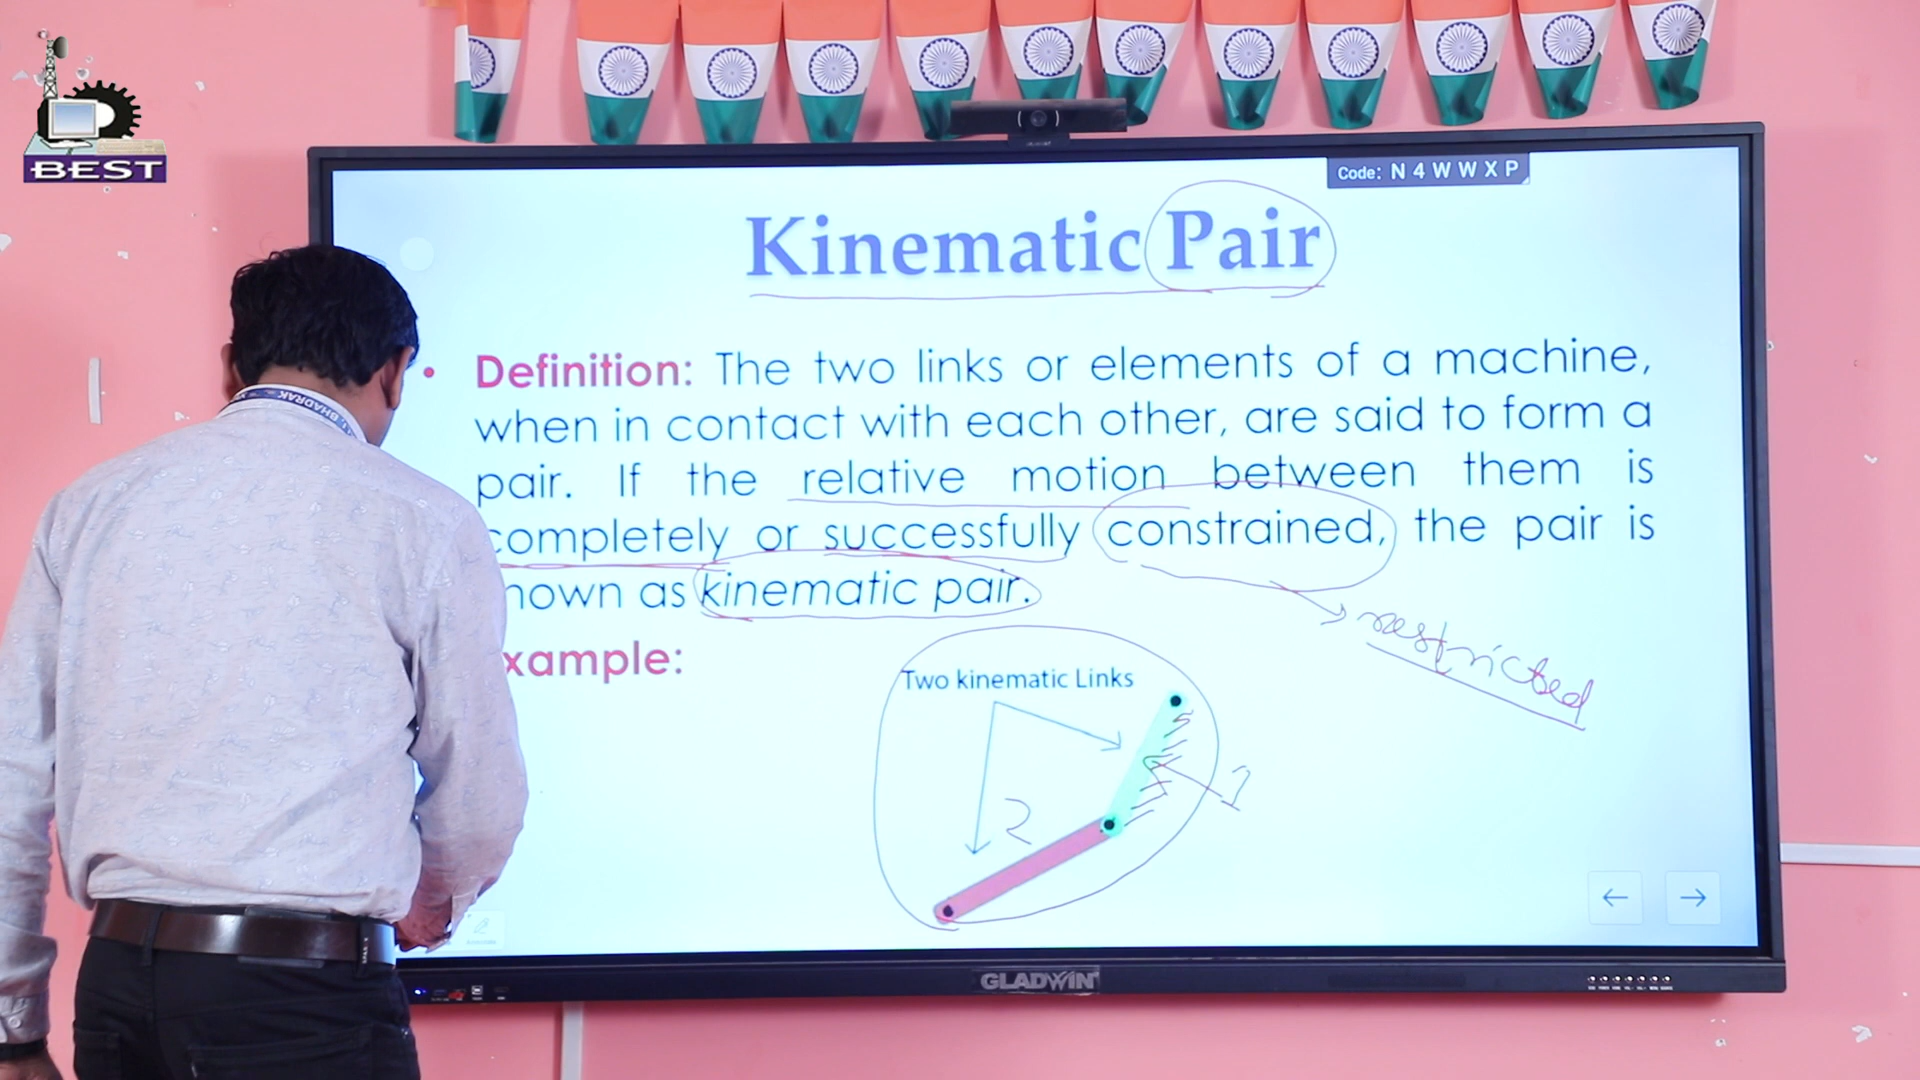 BEST
Code: N 4 W W X P
Kinematic Pair
• Definition: The two links or elements of a machine,
when in contact with each other, are said to form a
pair. If the relative motion between them is
completely or successfully constrained, the pair is
nown as kinematic pair.
xample:
restricted
Two kinematic Links
1
2
BHADRAK
GLADWIN